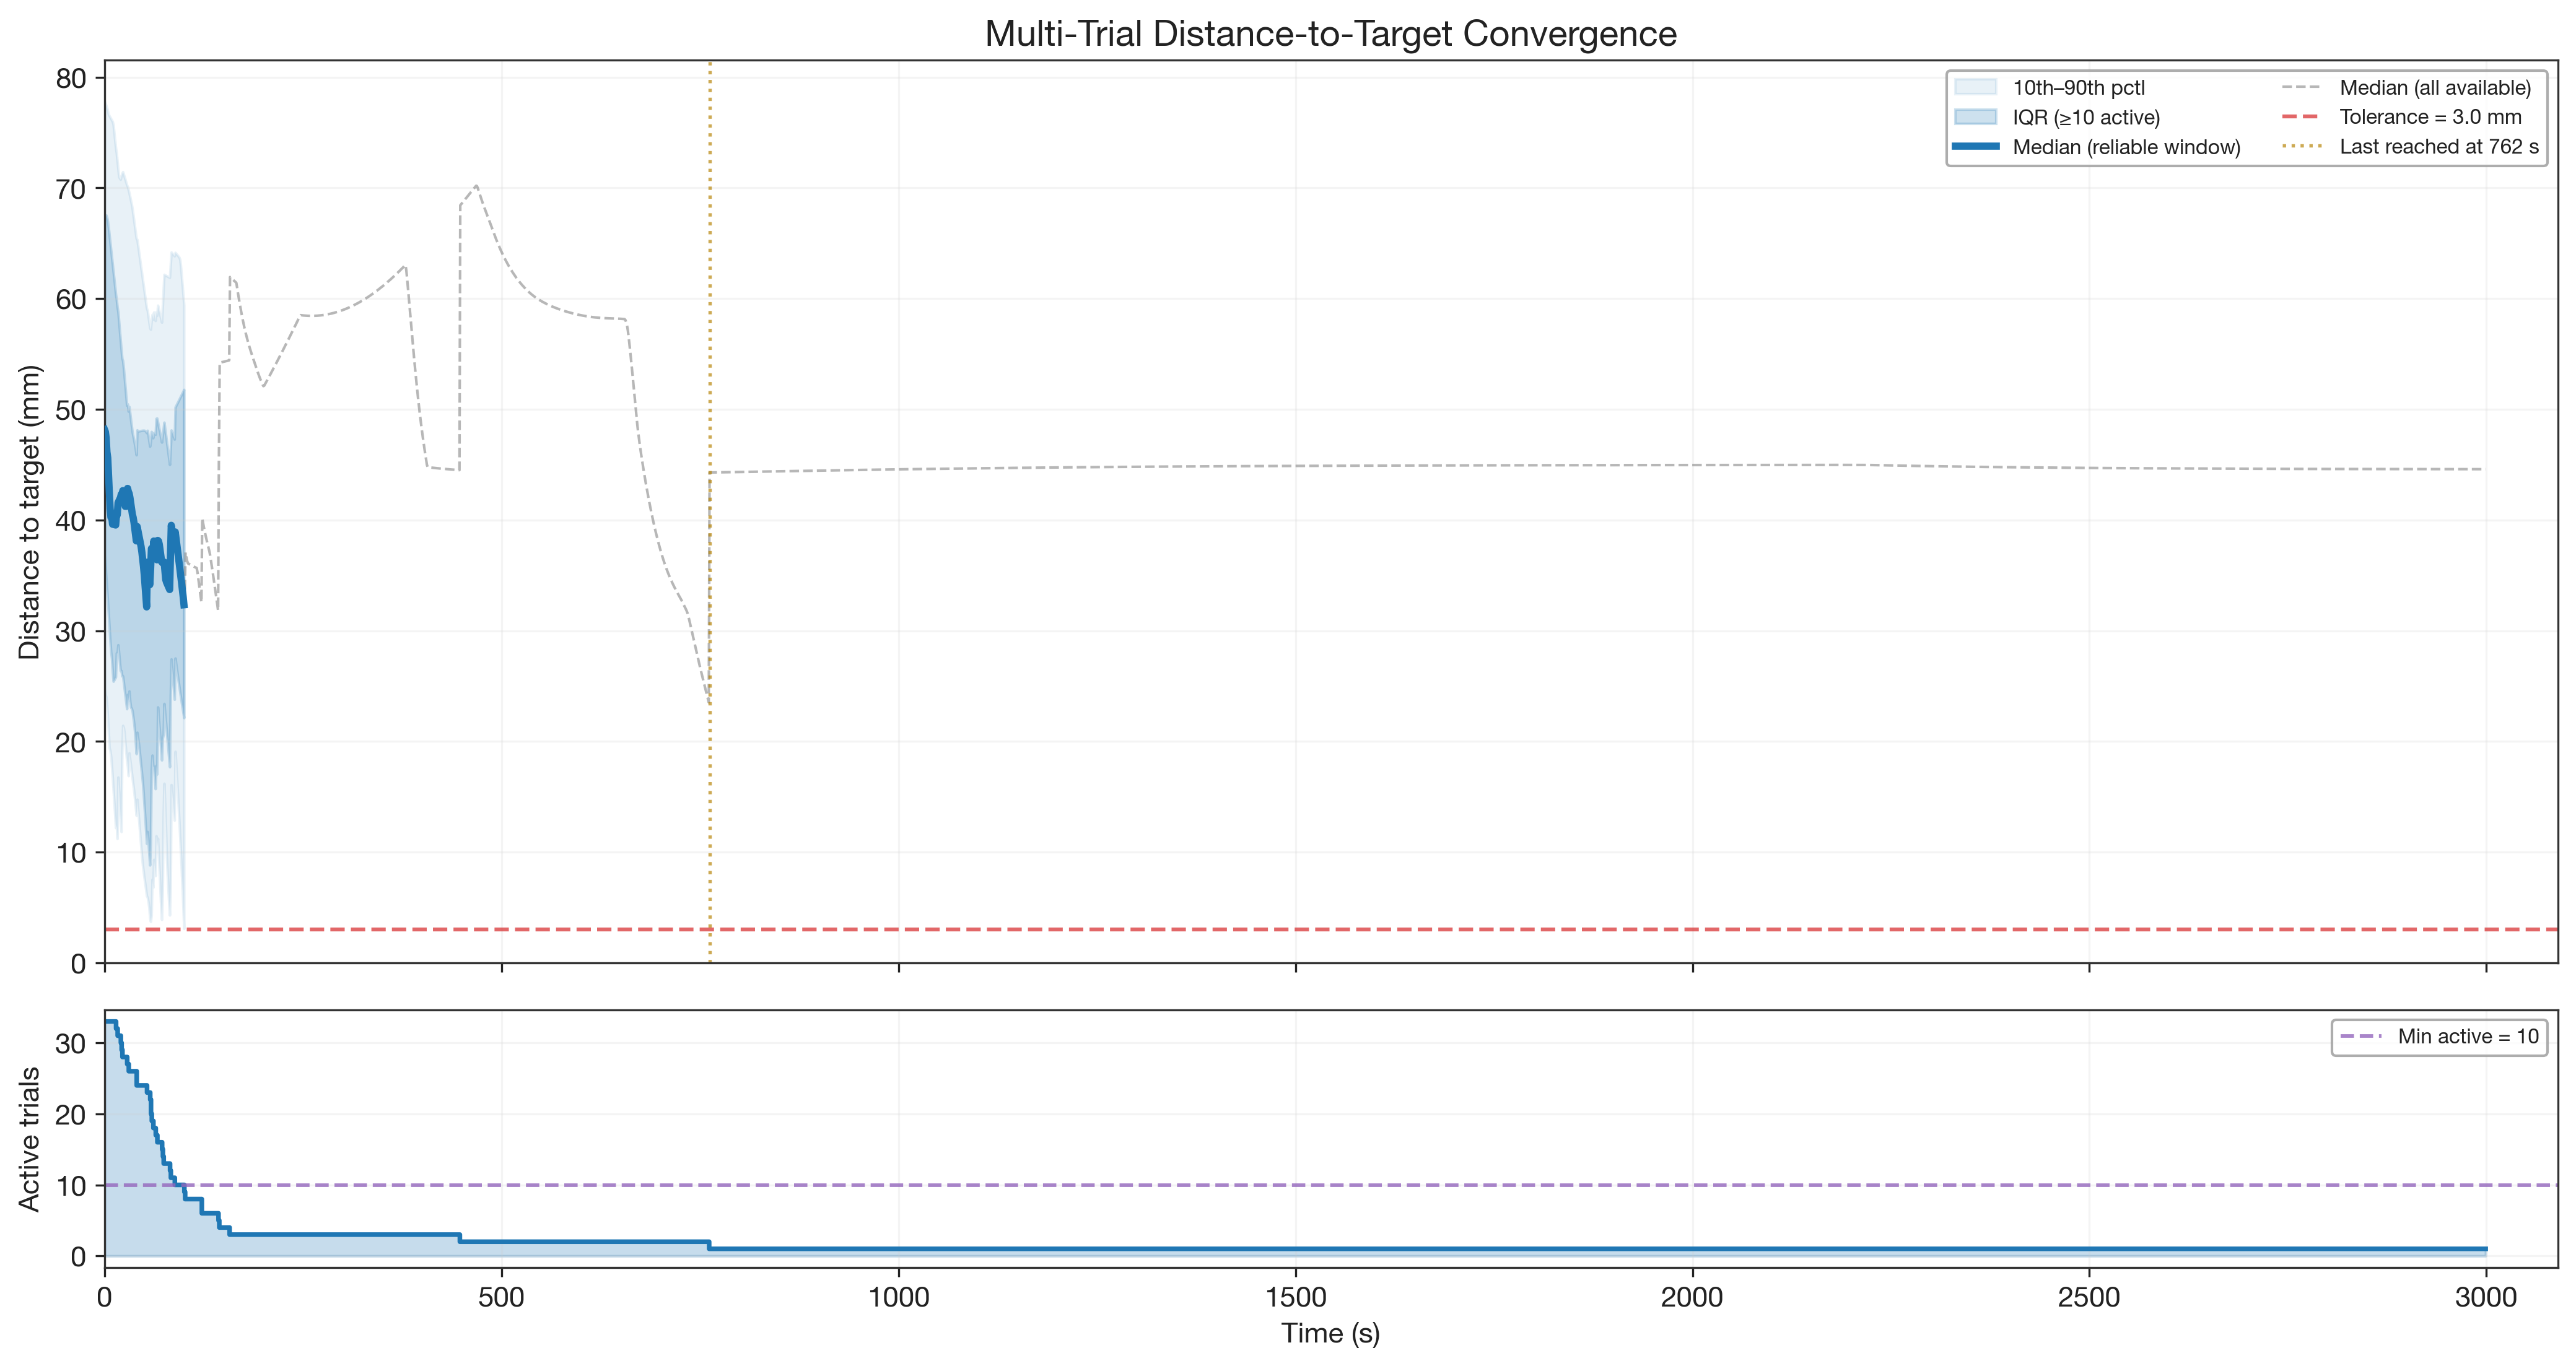 Multi-Trial Distance-to-Target Convergence
Distance to target (mm)
80
70
60
50
40
30
20
10
0
10th–90th pctl
IQR (≥10 active)
Median (reliable window)
Median (all available)
Tolerance = 3.0 mm
Last reached at 762 s
Active trials
30
20
10
0
Min active = 10
0 500 1000 1500 2000 2500 3000
Time (s)